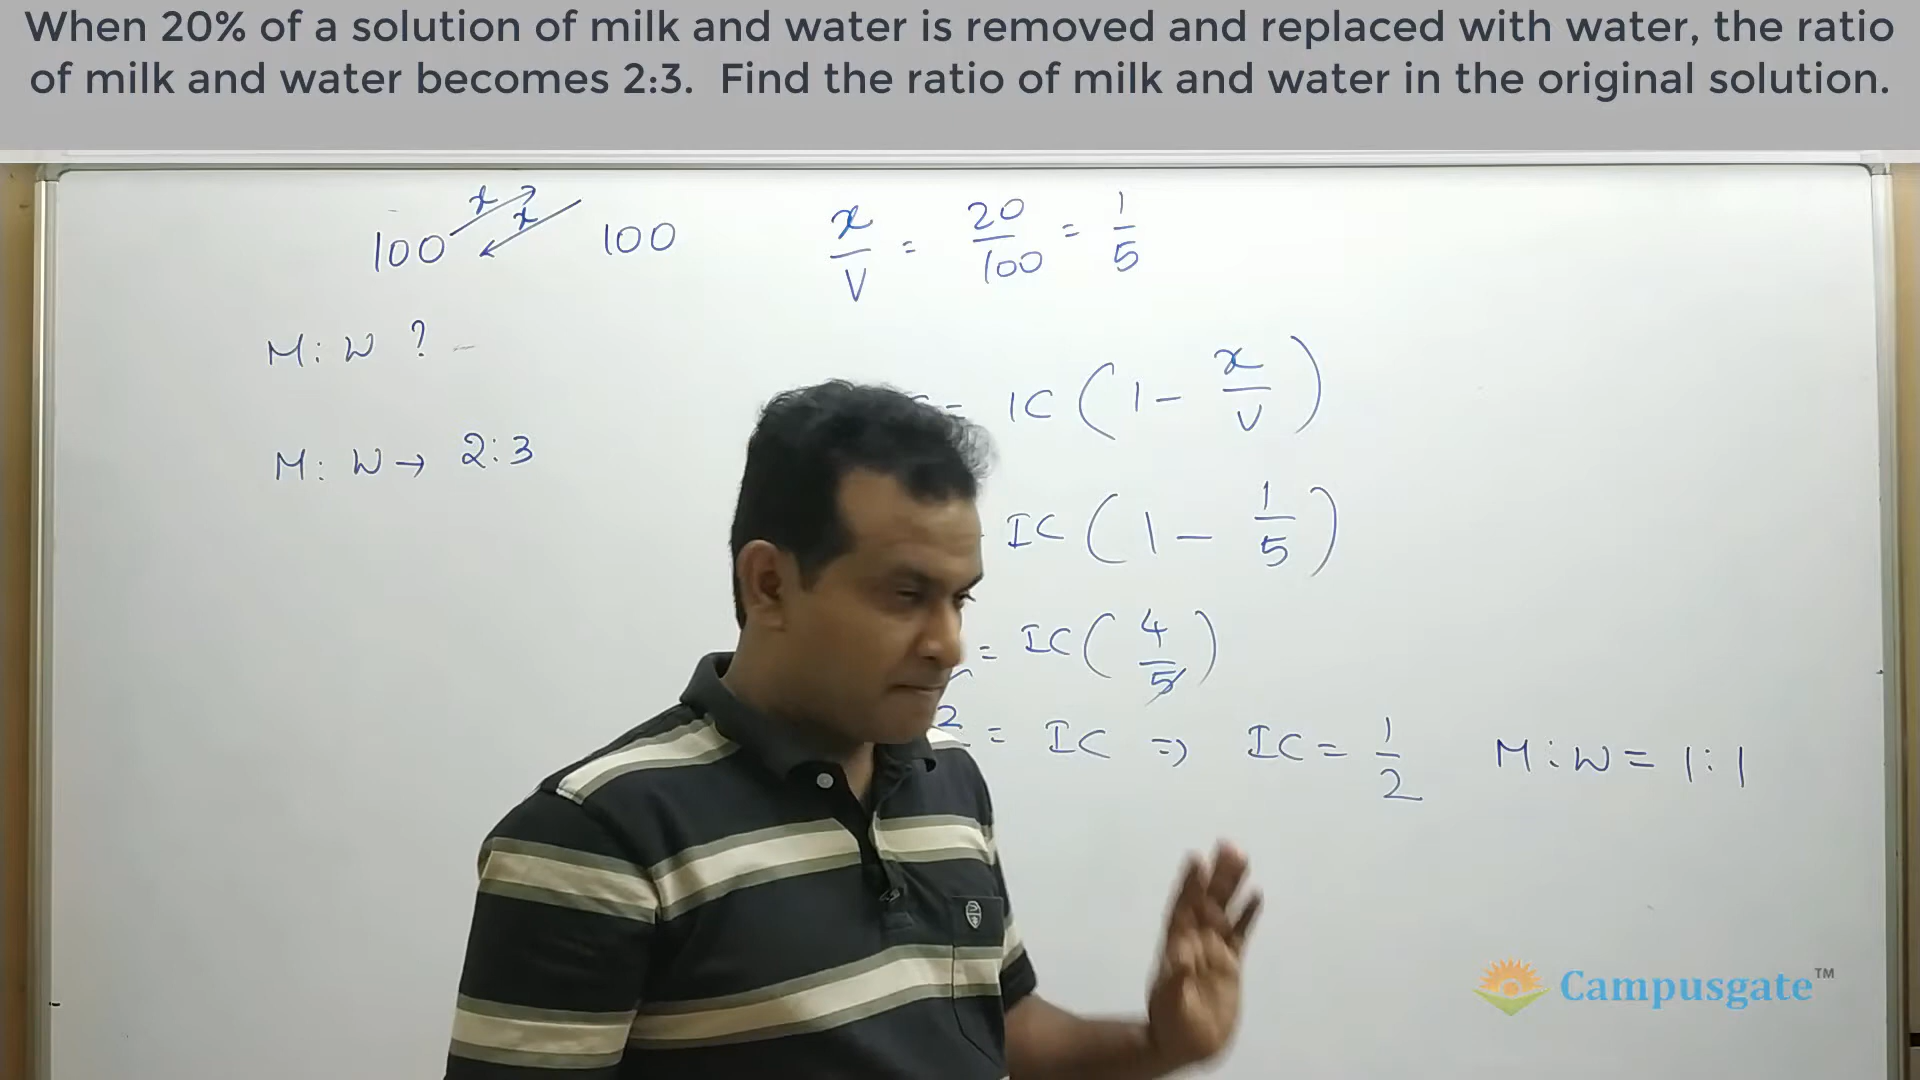 When 20% of a solution of milk and water is removed and replaced with water, the ratio
of milk and water becomes 2:3. Find the ratio of milk and water in the original solution.
100 x x 100
x/V = 20/100 = 1/5
M : W ?
M : W → 2:3
= IC ( 1 - x/V )
IC ( 1 - 1/5 )
= IC ( 4/5 )
2 = IC ⇒ IC = 1/2 M : W = 1 : 1
Campusgate™